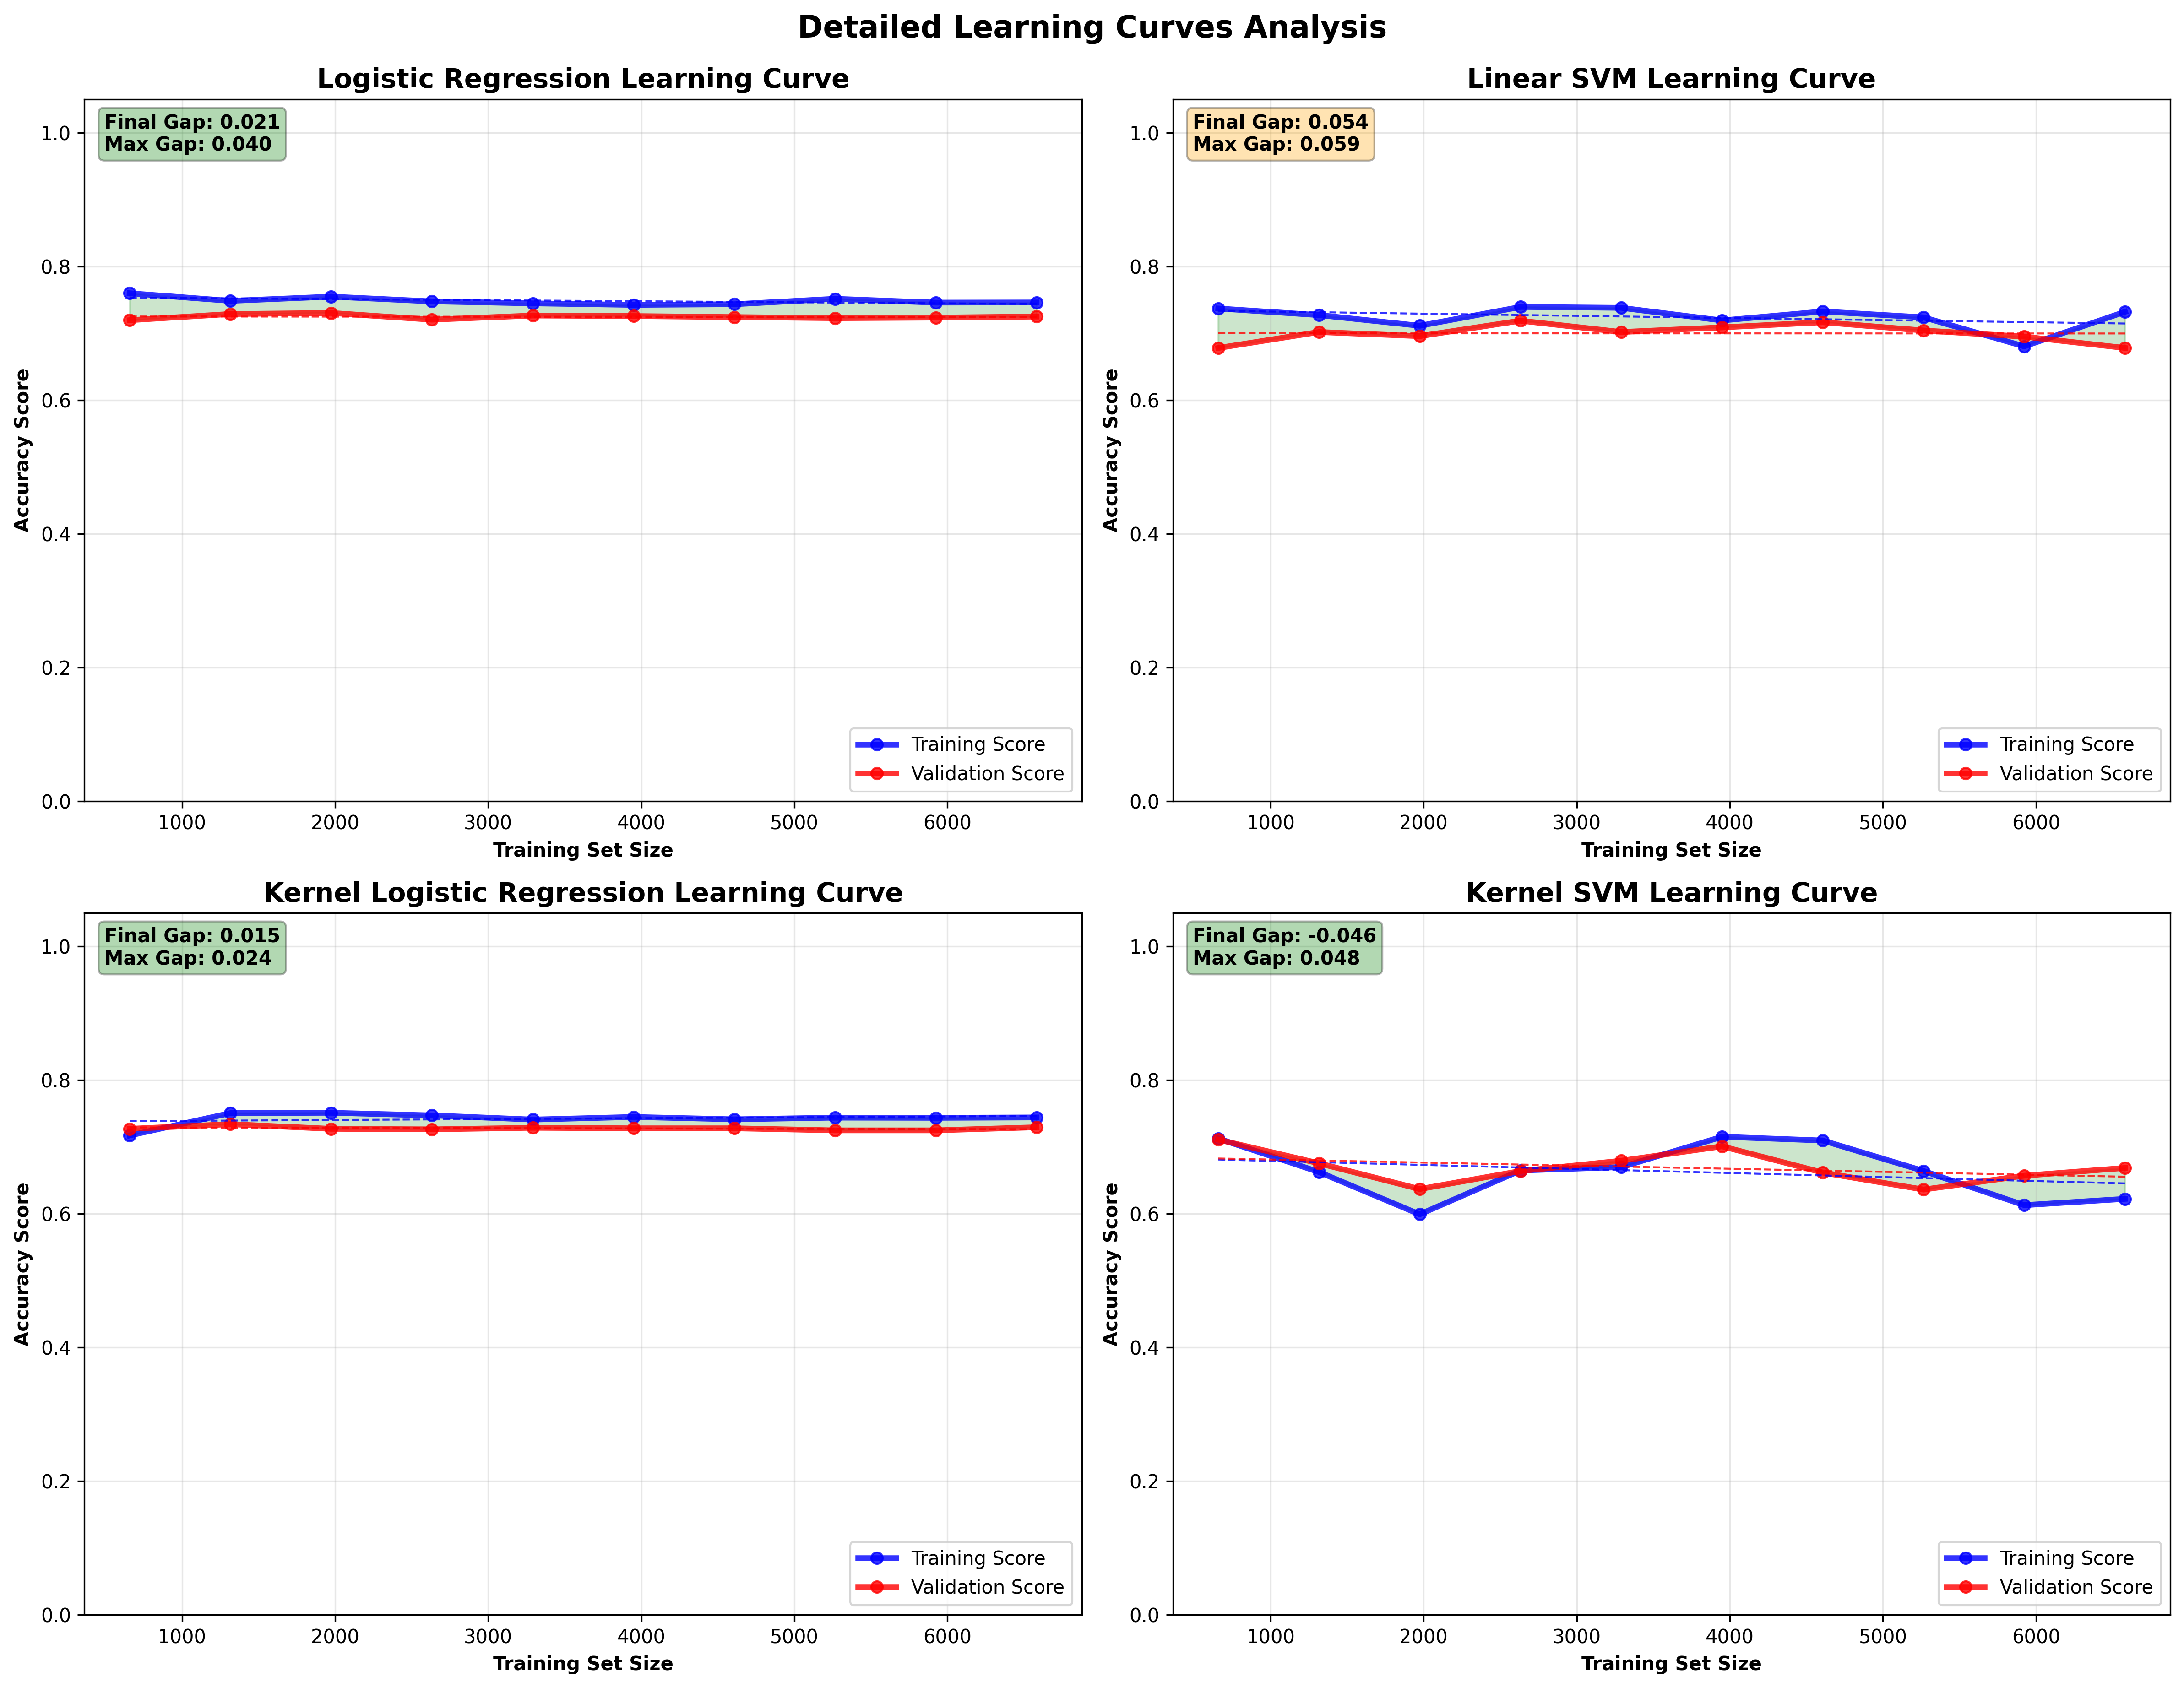 Detailed Learning Curves Analysis
Logistic Regression Learning Curve
Final Gap: 0.021
Max Gap: 0.040
1.0
0.8
0.6
0.4
0.2
0.0
Accuracy Score
1000 2000 3000 4000 5000 6000
Training Set Size
Training Score
Validation Score
Linear SVM Learning Curve
Final Gap: 0.054
Max Gap: 0.059
1.0
0.8
0.6
0.4
0.2
0.0
Accuracy Score
1000 2000 3000 4000 5000 6000
Training Set Size
Training Score
Validation Score
Kernel Logistic Regression Learning Curve
Final Gap: 0.015
Max Gap: 0.024
1.0
0.8
0.6
0.4
0.2
0.0
Accuracy Score
1000 2000 3000 4000 5000 6000
Training Set Size
Training Score
Validation Score
Kernel SVM Learning Curve
Final Gap: -0.046
Max Gap: 0.048
1.0
0.8
0.6
0.4
0.2
0.0
Accuracy Score
1000 2000 3000 4000 5000 6000
Training Set Size
Training Score
Validation Score